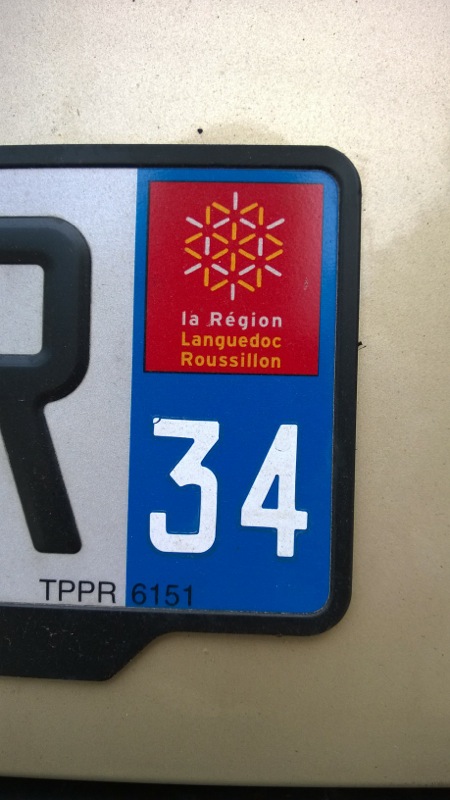 R
la Région
Languedoc
Roussillon
34
TPPR 6151